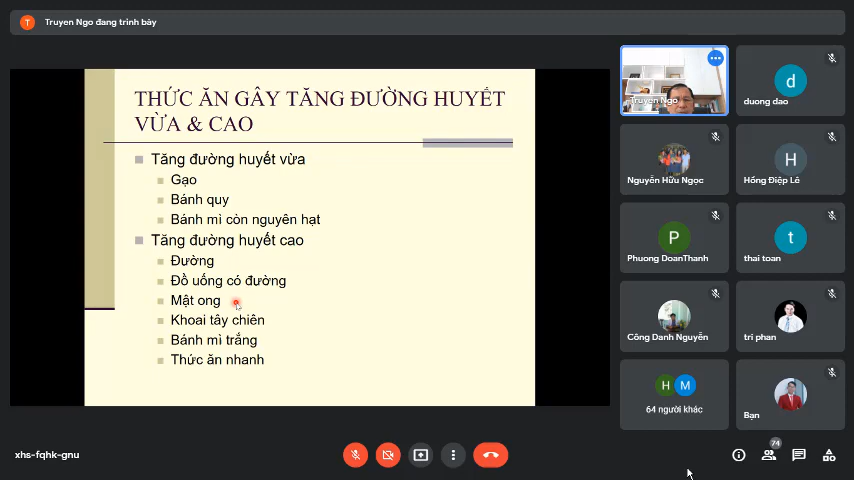 T
Truyen Ngo đang trình bày
THỨC ĂN GÂY TĂNG ĐƯỜNG HUYẾT
VỪA & CAO
Tăng đường huyết vừa
Gạo
Bánh quy
Bánh mì còn nguyên hạt
Tăng đường huyết cao
Đường
Đồ uống có đường
Mật ong
Khoai tây chiên
Bánh mì trắng
Thức ăn nhanh
Truyen Ngo
d
duong dao
Nguyễn Hữu Ngọc
H
Hồng Điệp Lê
P
Phuong DoanThanh
t
thai toan
Công Danh Nguyễn
tri phan
H
M
64 người khác
Bạn
xhs-fqhk-gnu
74